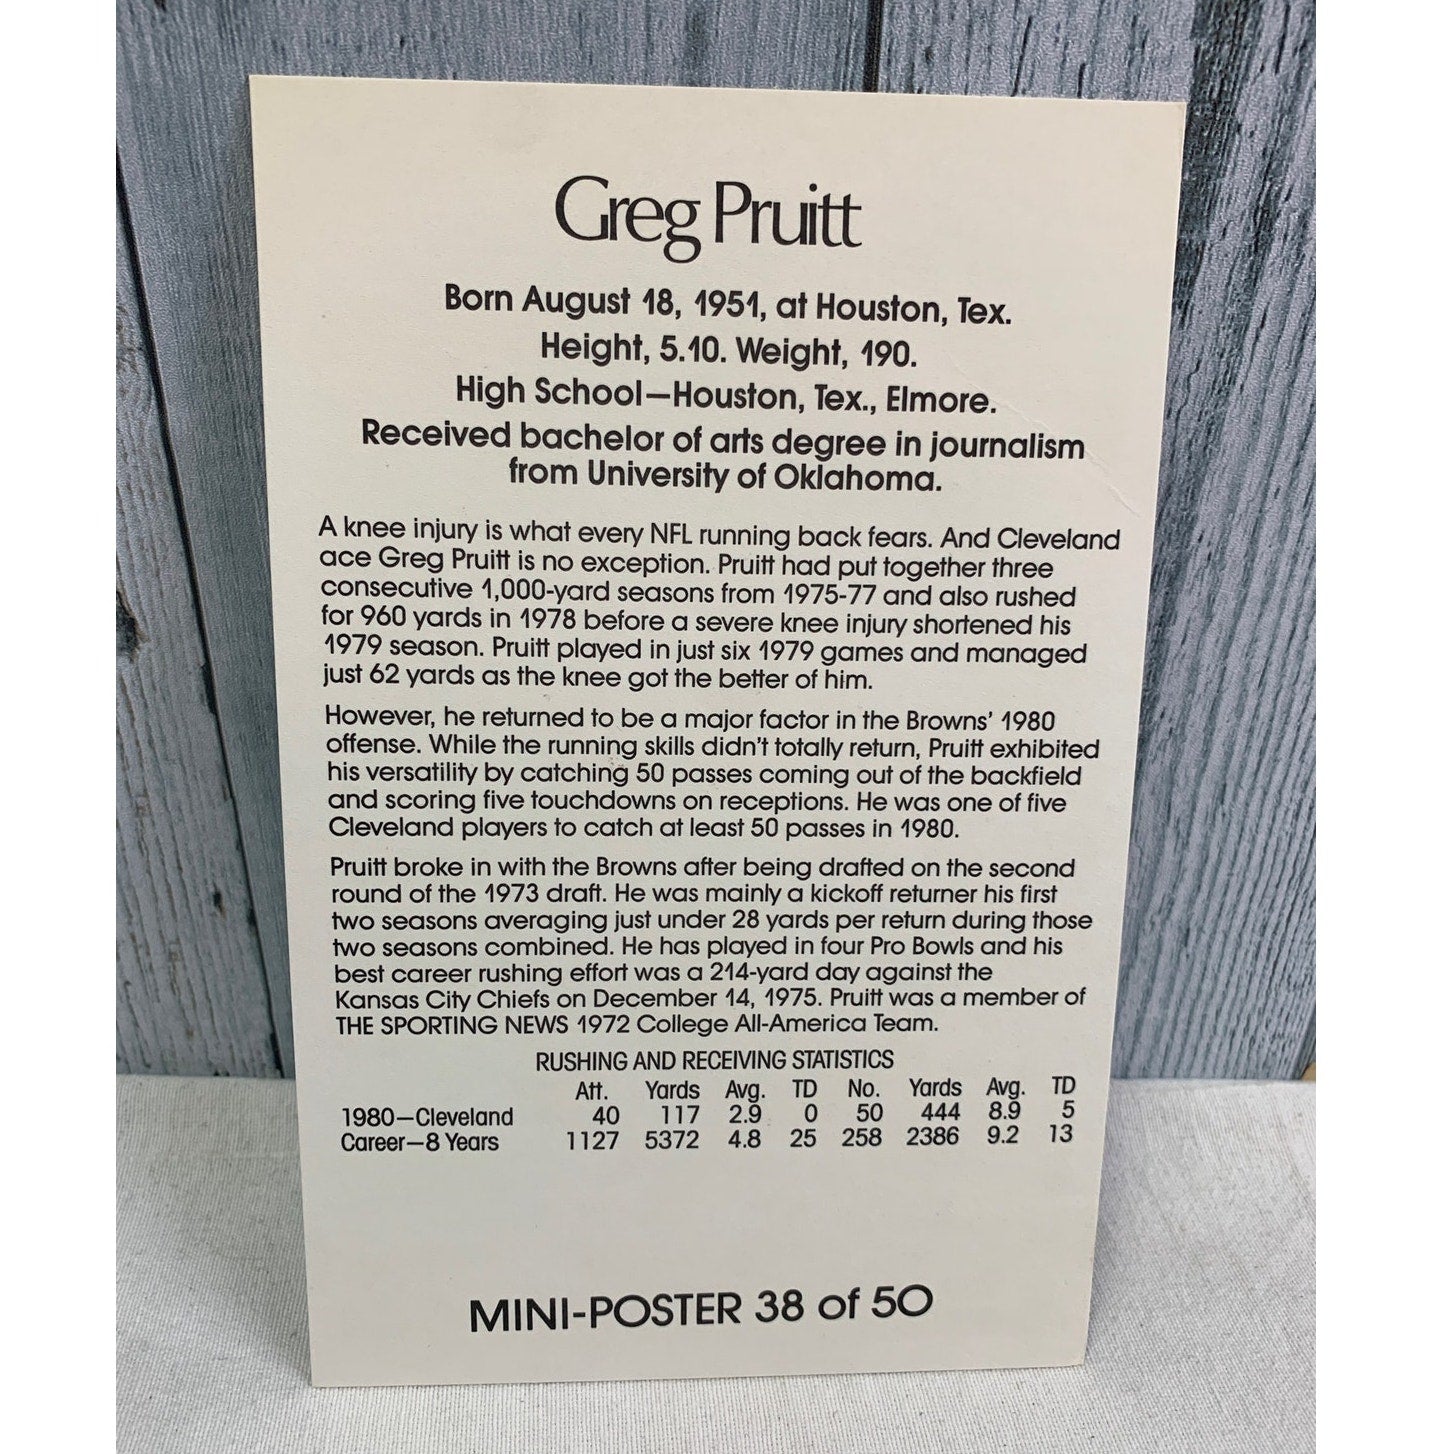 Greg Pruitt
Born August 18, 1951, at Houston, Tex.
Height, 5.10. Weight, 190.
High School—Houston, Tex., Elmore.
Received bachelor of arts degree in journalism
from University of Oklahoma.
A knee injury is what every NFL running back fears. And Cleveland
ace Greg Pruitt is no exception. Pruitt had put together three
consecutive 1,000-yard seasons from 1975-77 and also rushed
for 960 yards in 1978 before a severe knee injury shortened his
1979 season. Pruitt played in just six 1979 games and managed
just 62 yards as the knee got the better of him.
However, he returned to be a major factor in the Browns' 1980
offense. While the running skills didn't totally return, Pruitt exhibited
his versatility by catching 50 passes coming out of the backfield
and scoring five touchdowns on receptions. He was one of five
Cleveland players to catch at least 50 passes in 1980.
Pruitt broke in with the Browns after being drafted on the second
round of the 1973 draft. He was mainly a kickoff returner his first
two seasons averaging just under 28 yards per return during those
two seasons combined. He has played in four Pro Bowls and his
best career rushing effort was a 214-yard day against the
Kansas City Chiefs on December 14, 1975. Pruitt was a member of
THE SPORTING NEWS 1972 College All-America Team.
RUSHING AND RECEIVING STATISTICS
Att. Yards Avg. TD No. Yards Avg. TD
1980—Cleveland 40 117 2.9 0 50 444 8.9 5
Career—8 Years 1127 5372 4.8 25 258 2386 9.2 13
MINI-POSTER 38 of 50